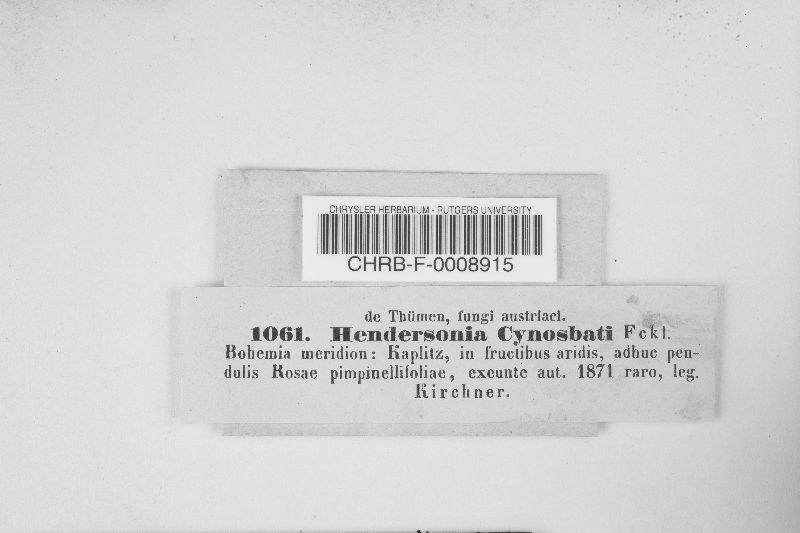 CHRYSLER HERBARIUM - RUTGERS UNIVERSITY
CHRB-F-0008915
de Thümen, fungi austriaci.
1061. Hendersonia Cynosbati Fckl.
Bohemia meridion: Kaplitz, in fructibus aridis, adhuc pen-
dulis Rosae pimpinellifoliae, exeunte aut. 1871 raro, leg.
Kirchner.